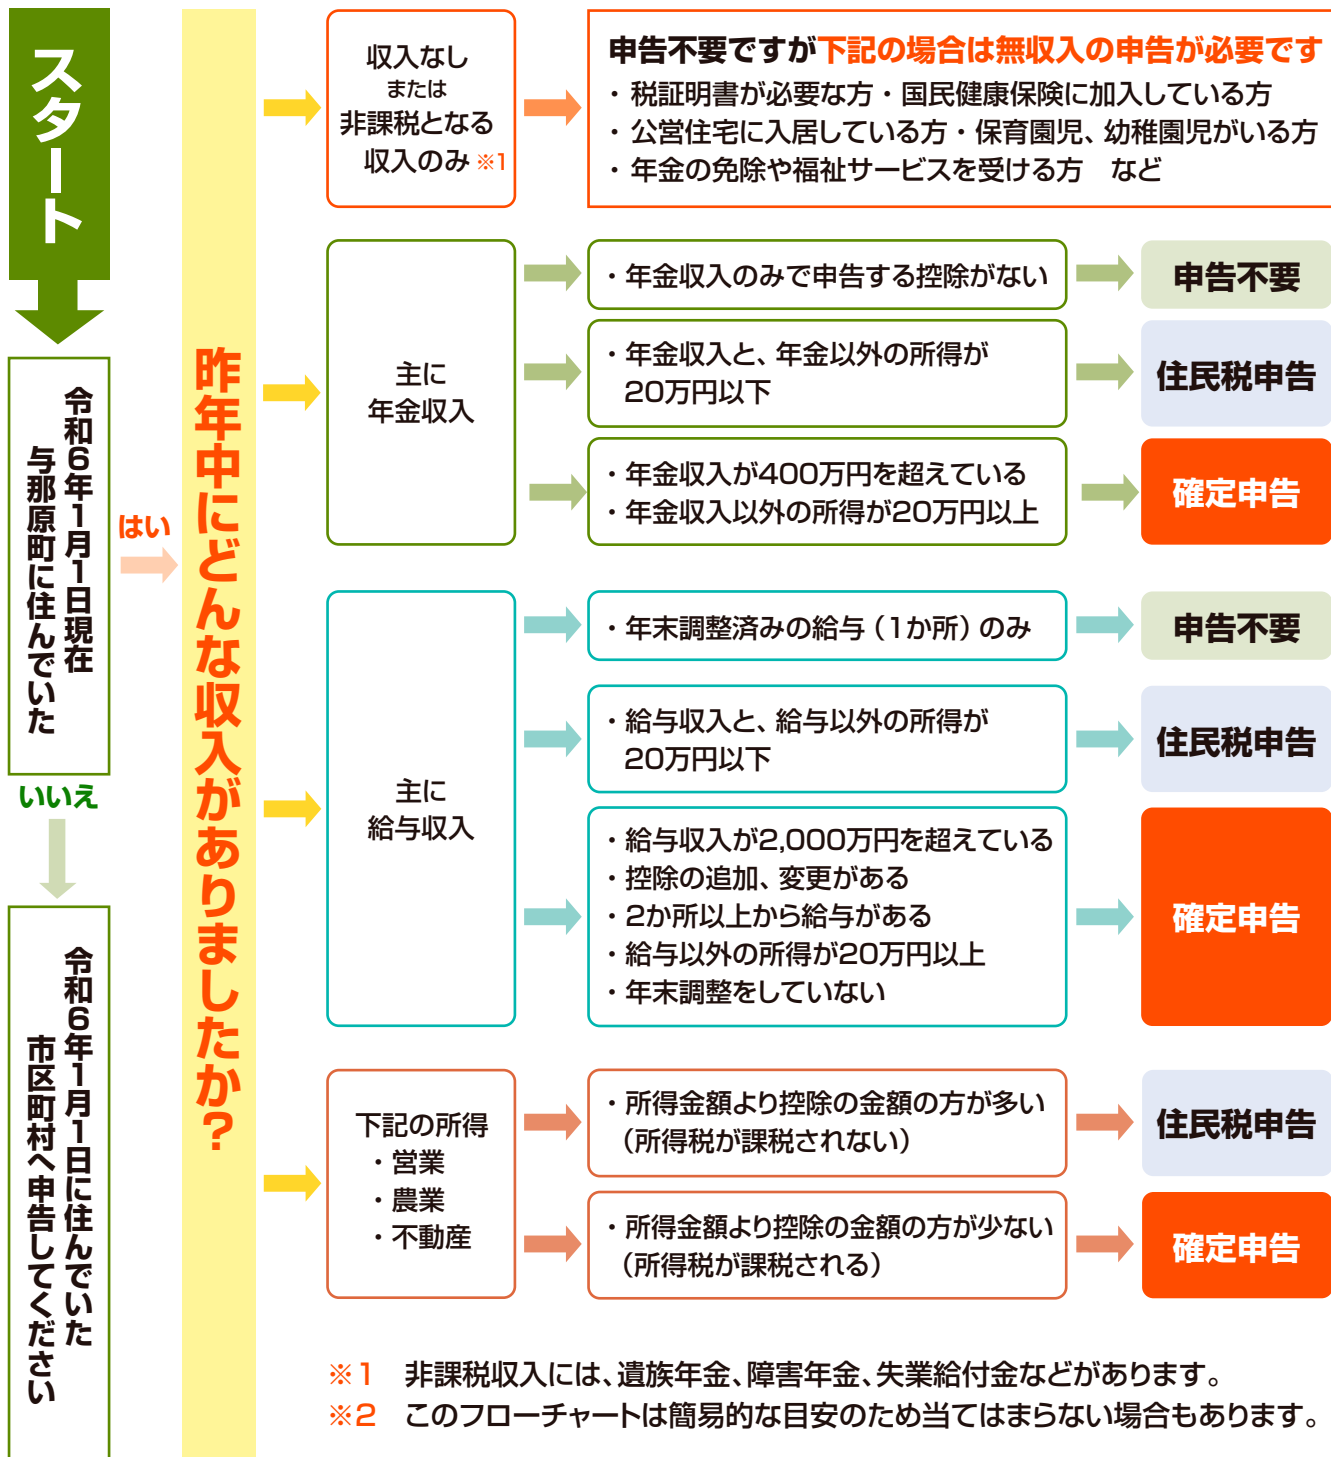 スタート
令和6年1月1日現在
与那原町に住んでいた
はい
いいえ
令和6年1月1日に住んでいた
市区町村へ申告してください
昨年中にどんな収入がありましたか?
収入なし
または
非課税となる
収入のみ ※1
申告不要ですが下記の場合は無収入の申告が必要です
・ 税証明書が必要な方・国民健康保険に加入している方
・ 公営住宅に入居している方・保育園児、幼稚園児がいる方
・ 年金の免除や福祉サービスを受ける方　など
主に
年金収入
・年金収入のみで申告する控除がない
申告不要
・年金収入と、年金以外の所得が
20万円以下
住民税申告
・年金収入が400万円を超えている
・年金収入以外の所得が20万円以上
確定申告
主に
給与収入
・年末調整済みの給与（1か所）のみ
申告不要
・給与収入と、給与以外の所得が
20万円以下
住民税申告
・給与収入が2,000万円を超えている
・控除の追加、変更がある
・2か所以上から給与がある
・給与以外の所得が20万円以上
・年末調整をしていない
確定申告
下記の所得
・営業
・農業
・不動産
・所得金額より控除の金額の方が多い
（所得税が課税されない）
住民税申告
・所得金額より控除の金額の方が少ない
（所得税が課税される）
確定申告
※1　非課税収入には、遺族年金、障害年金、失業給付金などがあります。
※2　このフローチャートは簡易的な目安のため当てはまらない場合もあります。